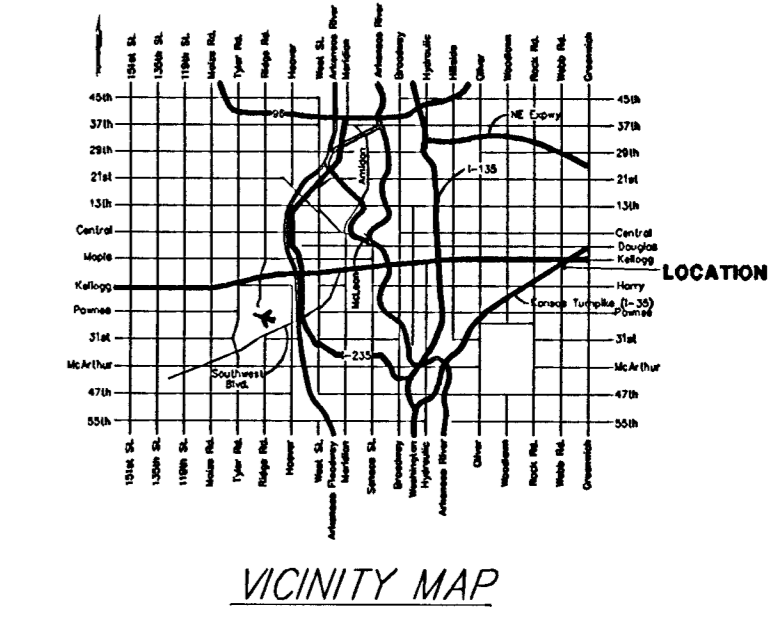 151st St.
135th St.
119th St.
Maize Rd.
Tyler Rd.
Ridge Rd.
Hoover
West St.
Arkansas River
Meridian
Arkansas River
Broadway
Hydraulic
Hillside
Oliver
Woodlawn
Rock Rd.
Webb Rd.
Greenwich
45th
45th
96
37th
NE Expwy
37th
29th
Amidon
29th
21st
I-135
21st
13th
13th
Central
Central
Douglas
Maple
Kellogg
LOCATION
Kellogg
McLean
Harry
Kansas Turnpike (I-35)
Pawnee
Pawnee
31st
31st
I-235
McArthur
McArthur
Southwest
Blvd.
47th
47th
55th
55th
151st St.
135th St.
119th St.
Maize Rd.
Tyler Rd.
Ridge Rd.
Hoover
West St.
Arkansas Floodway
Meridian
Seneca St.
Broadway
Washington
Hydraulic
Arkansas River
Oliver
Woodlawn
Rock Rd.
Webb Rd.
Greenwich
VICINITY MAP